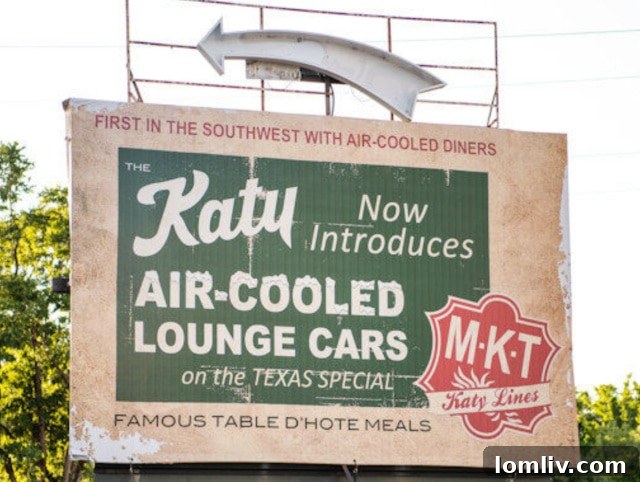 FIRST IN THE SOUTHWEST WITH AIR-COOLED DINERS
THE
Katy
Now
Introduces
AIR-COOLED
LOUNGE CARS
on the TEXAS SPECIAL
M·K·T
Katy Lines
FAMOUS TABLE D'HOTE MEALS
lomliv.com